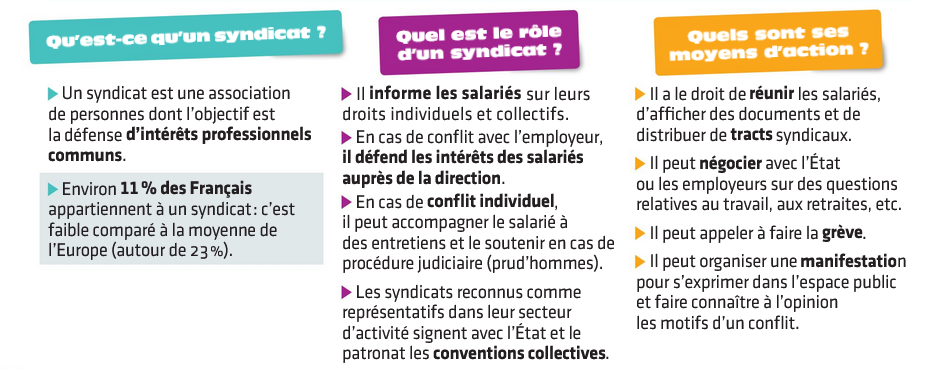 Qu'est-ce qu'un syndicat ?
Un syndicat est une association
de personnes dont l'objectif est
la défense d'intérêts professionnels
communs.
Environ 11 % des Français
appartiennent à un syndicat : c'est
faible comparé à la moyenne de
l'Europe (autour de 23 %).
Quel est le rôle
d'un syndicat ?
Il informe les salariés sur leurs
droits individuels et collectifs.
En cas de conflit avec l'employeur,
il défend les intérêts des salariés
auprès de la direction.
En cas de conflit individuel,
il peut accompagner le salarié à
des entretiens et le soutenir en cas de
procédure judiciaire (prud'hommes).
Les syndicats reconnus comme
représentatifs dans leur secteur
d'activité signent avec l'État et le
patronat les conventions collectives.
Quels sont ses
moyens d'action ?
Il a le droit de réunir les salariés,
d'afficher des documents et de
distribuer de tracts syndicaux.
Il peut négocier avec l'État
ou les employeurs sur des questions
relatives au travail, aux retraites, etc.
Il peut appeler à faire la grève.
Il peut organiser une manifestation
pour s'exprimer dans l'espace public
et faire connaître à l'opinion
les motifs d'un conflit.